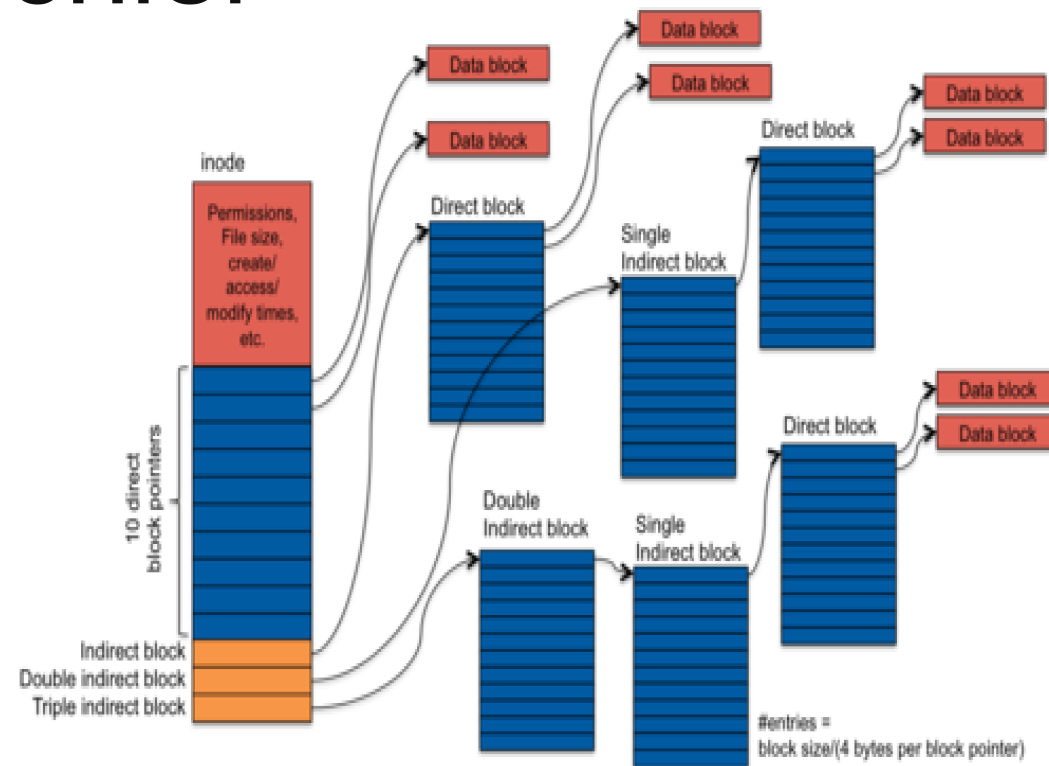 Data block
Data block
Data block
Data block
Direct block
Data block
Data block
inode
Permissions,
File size,
create/
access/
modify times,
etc.
Direct block
Single
Indirect block
10 direct
block pointers
Data block
Data block
Direct block
Double
Indirect block
Single
Indirect block
Indirect block
Double indirect block
Triple indirect block
#entries =
block size/(4 bytes per block pointer)